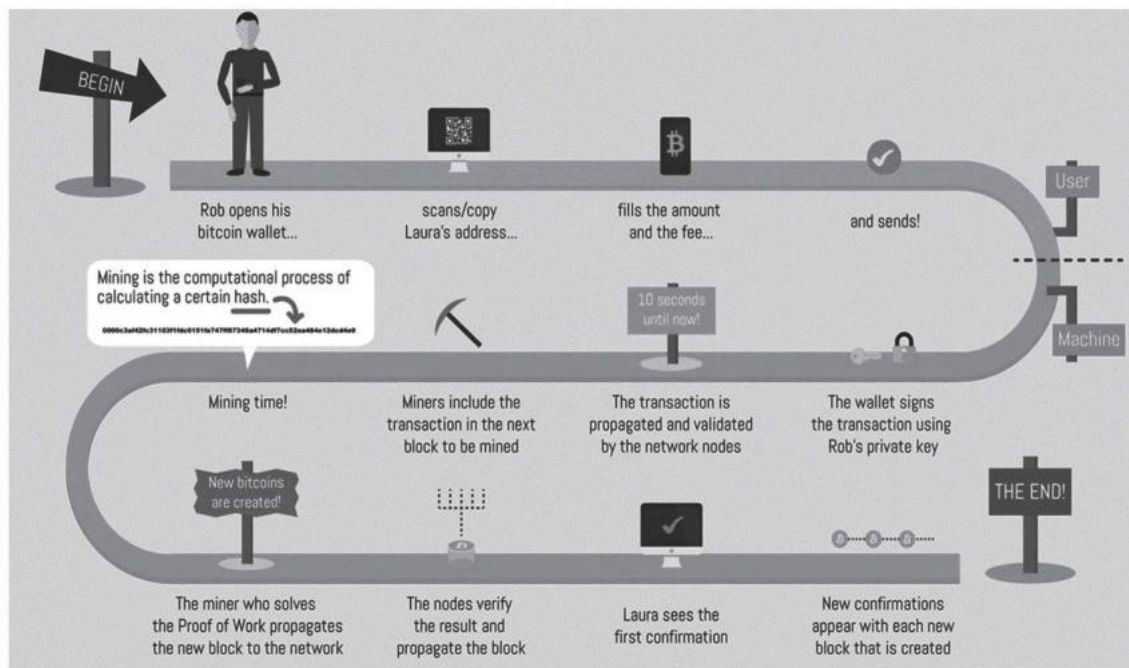 BEGIN
Rob opens his
bitcoin wallet...
scans/copy
Laura's address...
fills the amount
and the fee...
and sends!
User
Machine
The wallet signs
the transaction using
Rob's private key
10 seconds
until now!
The transaction is
propagated and validated
by the network nodes
Miners include the
transaction in the next
block to be mined
Mining is the computational process of
calculating a certain hash.
Mining time!
New bitcoins
are created!
The miner who solves
the Proof of Work propagates
the new block to the network
The nodes verify
the result and
propagate the block
Laura sees the
first confirmation
New confirmations
appear with each new
block that is created
THE END!